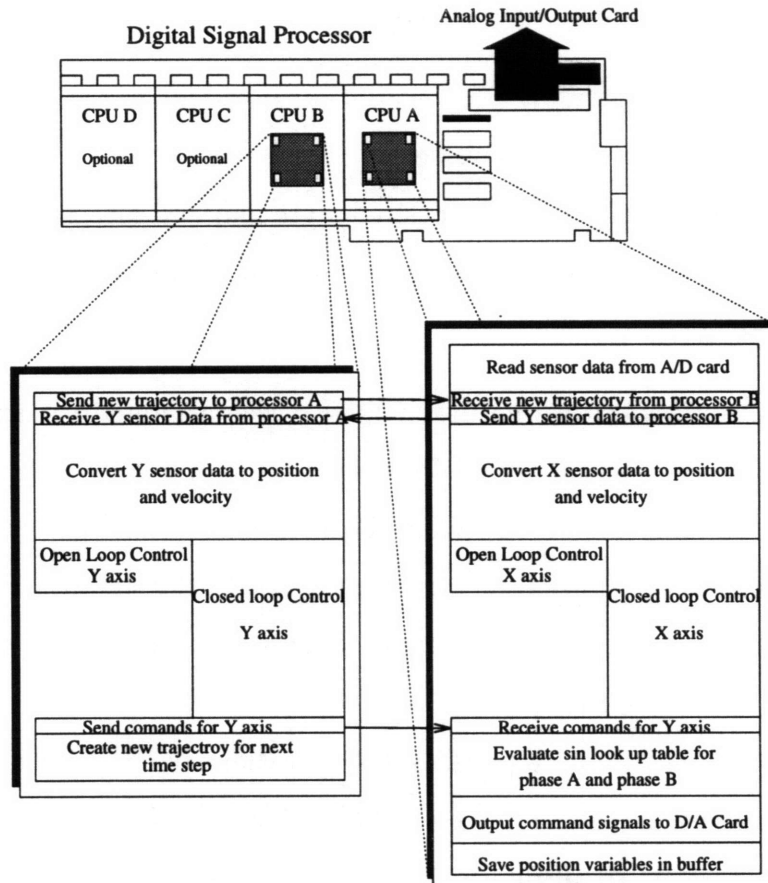 Analog Input/Output Card
Digital Signal Processor
CPU D
Optional
CPU C
Optional
CPU B
CPU A
Send new trajectory to processor A
Receive Y sensor Data from processor A
Convert Y sensor data to position
and velocity
Open Loop Control
Y axis
Closed loop Control
Y axis
Send comands for Y axis
Create new trajectroy for next
time step
Read sensor data from A/D card
Receive new trajectory from processor B
Send Y sensor data to processor B
Convert X sensor data to position
and velocity
Open Loop Control
X axis
Closed loop Control
X axis
Receive comands for Y axis
Evaluate sin look up table for
phase A and phase B
Output command signals to D/A Card
Save position variables in buffer